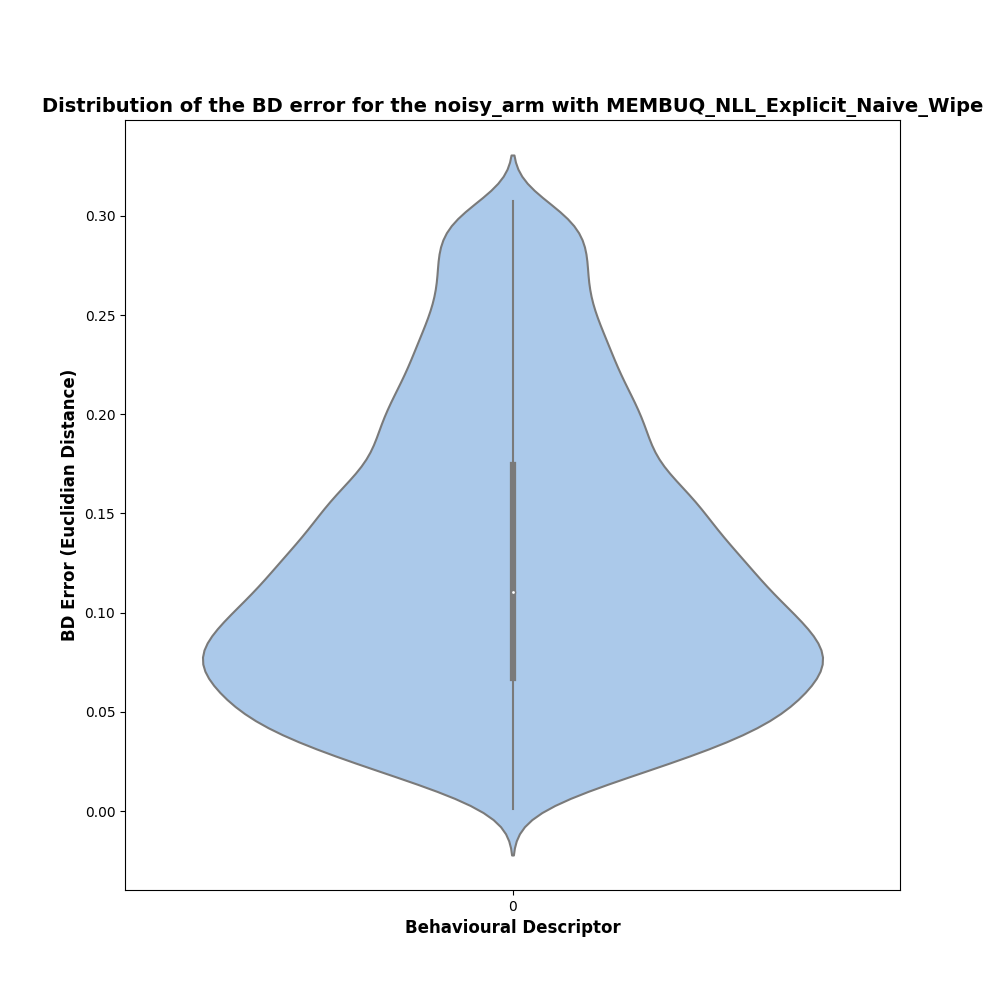 Distribution of the BD error for the noisy_arm with MEMBUQ_NLL_Explicit_Naive_Wipe
0.30
0.25
0.20
0.15
0.10
0.05
0.00
BD Error (Euclidian Distance)
0
Behavioural Descriptor